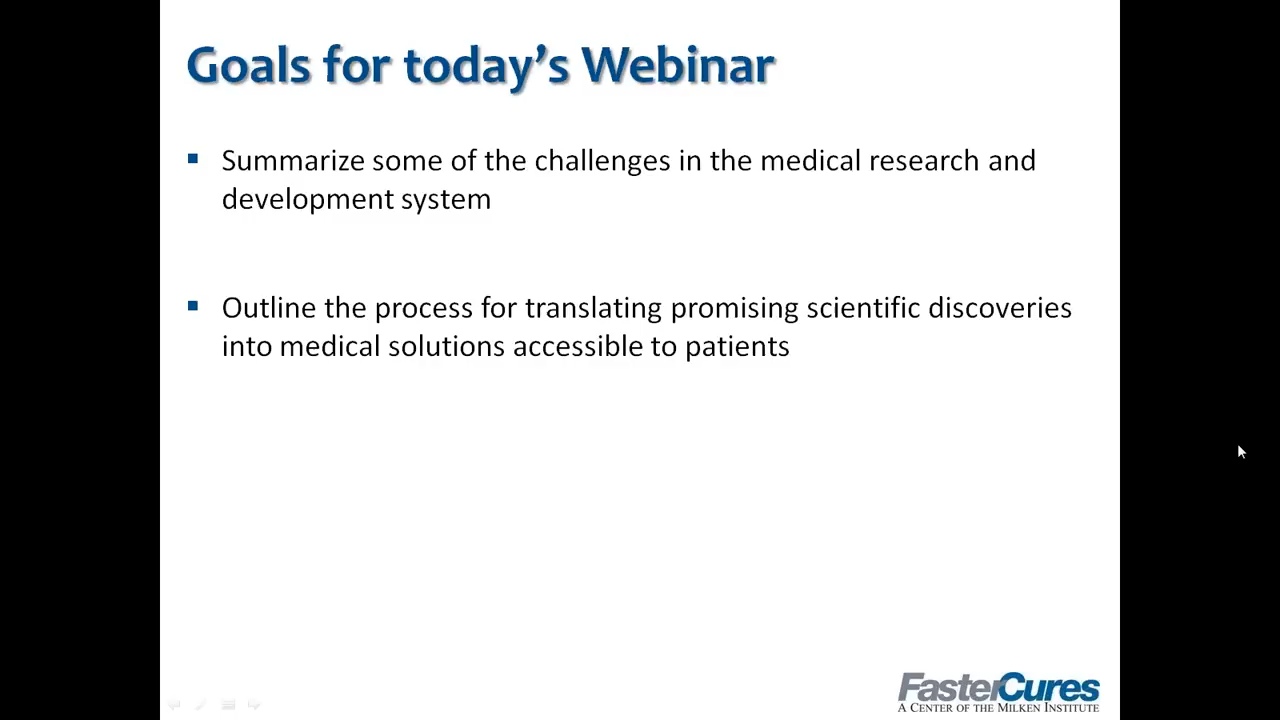 Goals for today's Webinar
▪ Summarize some of the challenges in the medical research and
development system
▪ Outline the process for translating promising scientific discoveries
into medical solutions accessible to patients
FasterCures
A Center of the Milken Institute